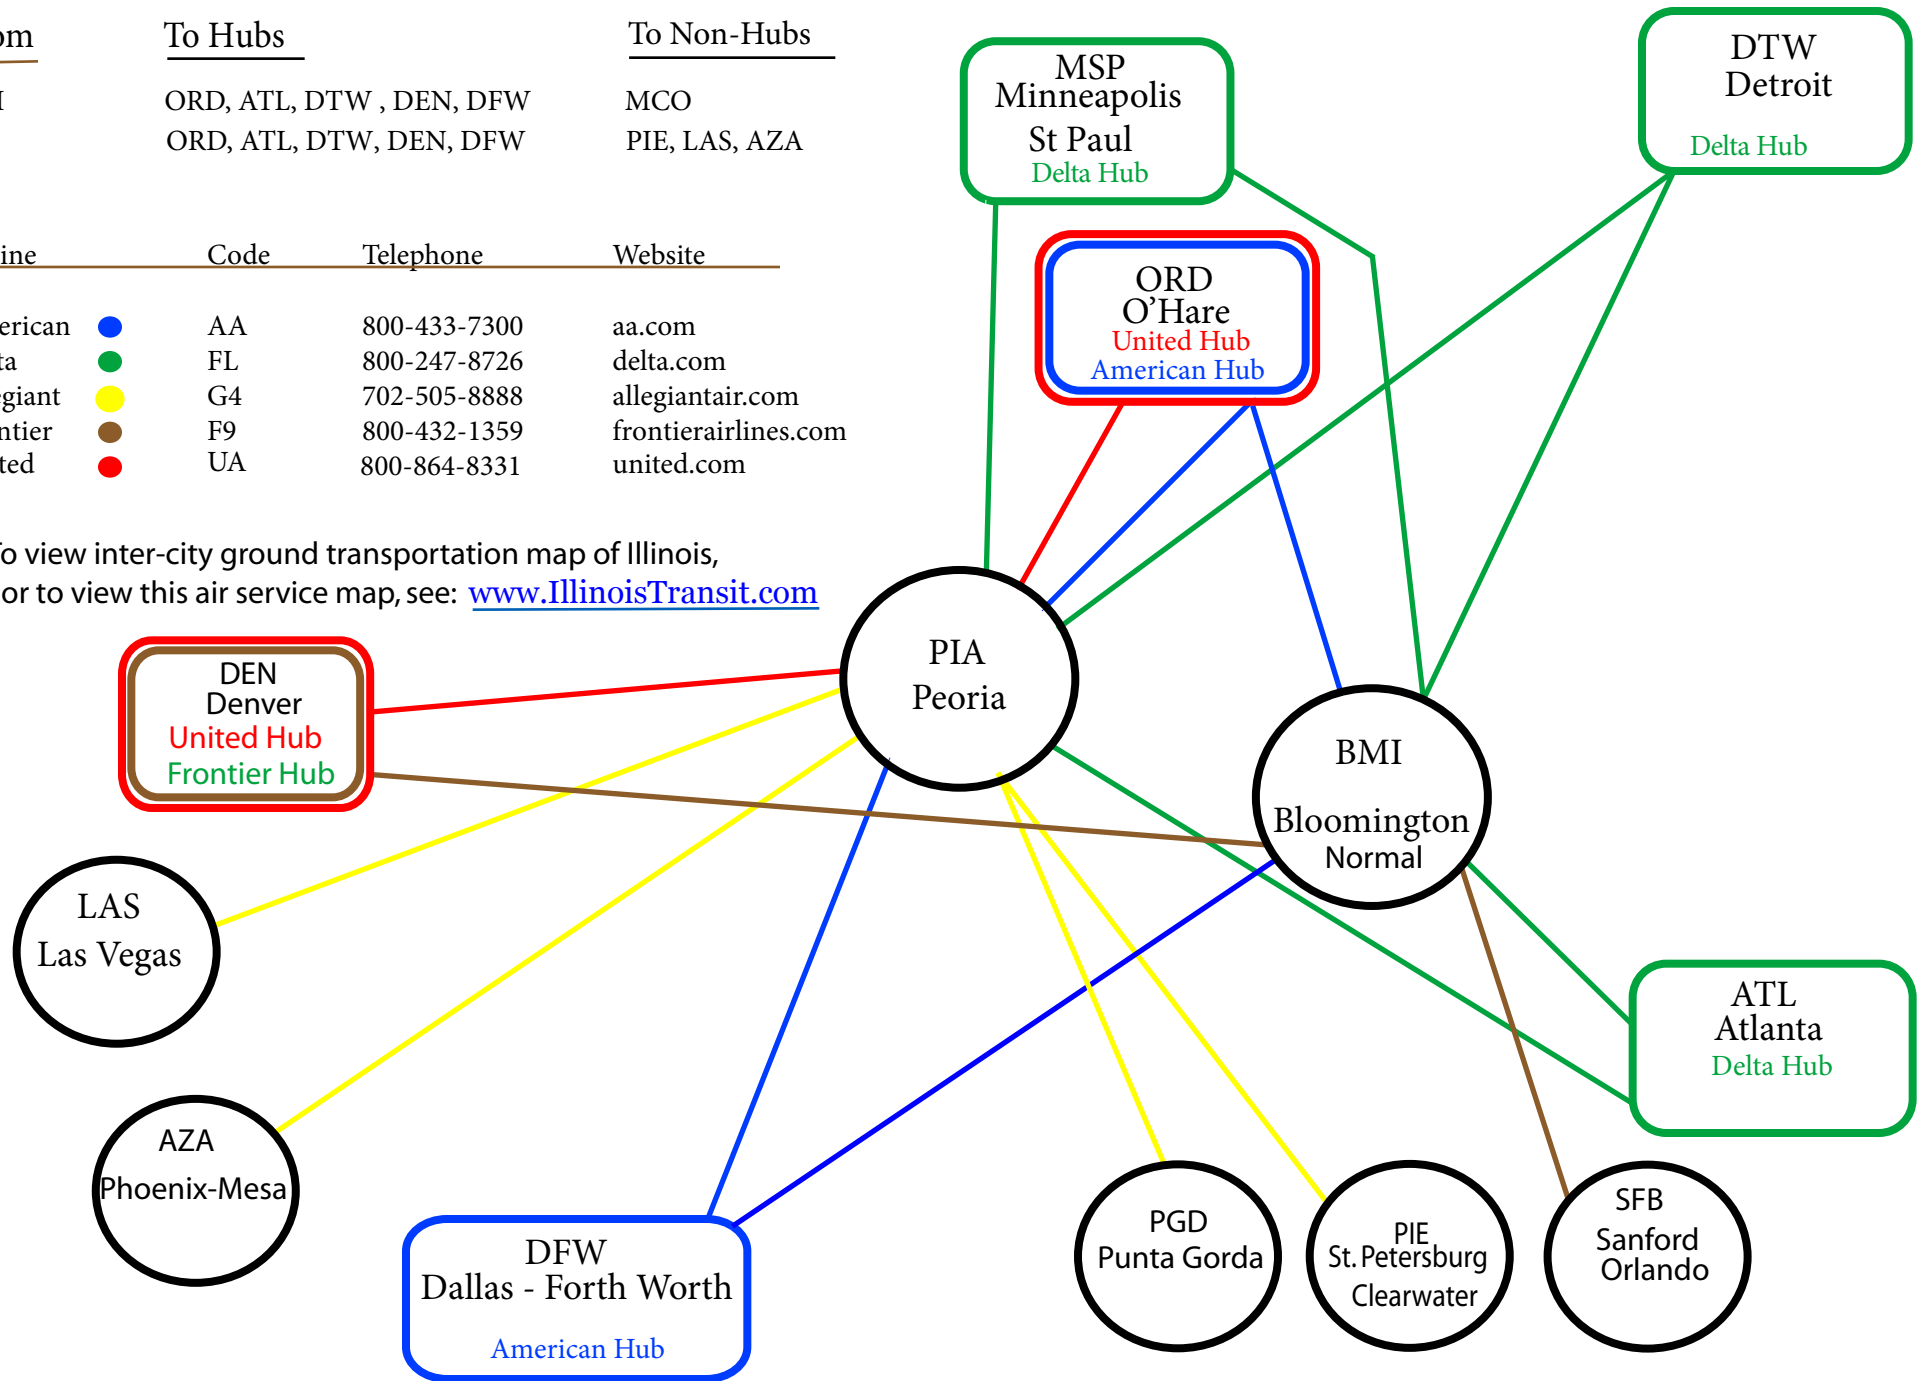 om To Hubs To Non-Hubs
I ORD, ATL, DTW , DEN, DFW MCO
ORD, ATL, DTW, DEN, DFW PIE, LAS, AZA
ine Code Telephone Website
erican AA 800-433-7300 aa.com
ta FL 800-247-8726 delta.com
egiant G4 702-505-8888 allegiantair.com
ntier F9 800-432-1359 frontierairlines.com
ted UA 800-864-8331 united.com
To view inter-city ground transportation map of Illinois,
or to view this air service map, see: www.IllinoisTransit.com
MSP
Minneapolis
St Paul
Delta Hub
DTW
Detroit
Delta Hub
ORD
O’Hare
United Hub
American Hub
PIA
Peoria
DEN
Denver
United Hub
Frontier Hub
BMI
Bloomington
Normal
LAS
Las Vegas
ATL
Atlanta
Delta Hub
AZA
Phoenix-Mesa
DFW
Dallas - Forth Worth
American Hub
PGD
Punta Gorda
PIE
St. Petersburg
Clearwater
SFB
Sanford
Orlando